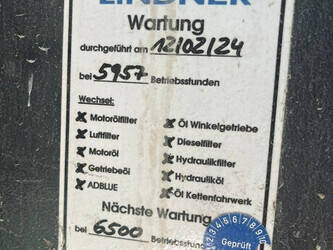 LINDNER
Wartung
durchgeführt am 12/02/24
bei 5957 Betriebsstunden
Wechsel:
Motorölfilter
Öl Winkelgetriebe
Luftfilter
Dieselfilter
Motoröl
Hydraulikfilter
Getriebeöl
Hydrauliköl
ADBLUE
Öl Kettenfahrwerk
Nächste Wartung
bei 6500 Betriebsstunden
Geprüft